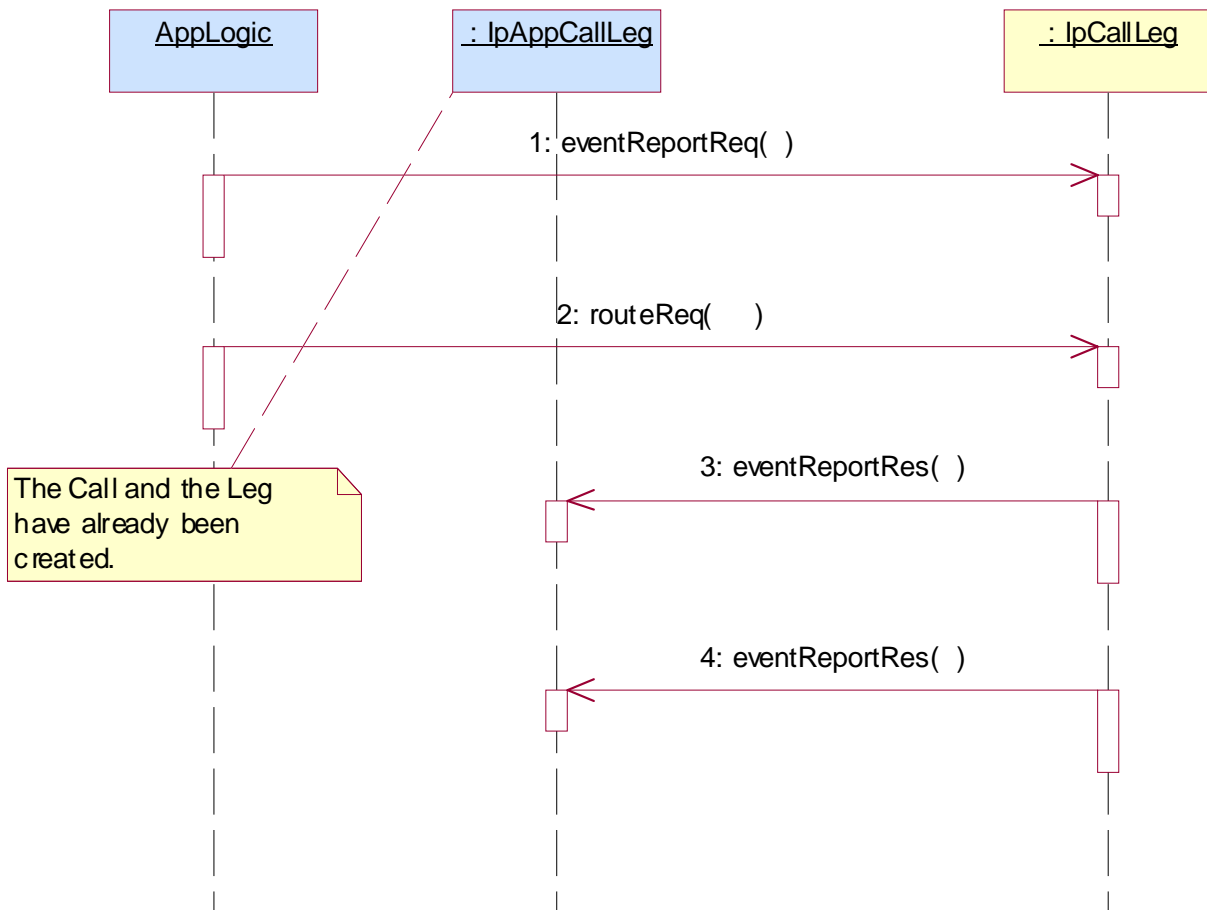 AppLogic
: IpAppCallLeg
: IpCallLeg
1: eventReportReq( )
2: routeReq( )
3: eventReportRes( )
The Call and the Leg
have already been
created.
4: eventReportRes( )